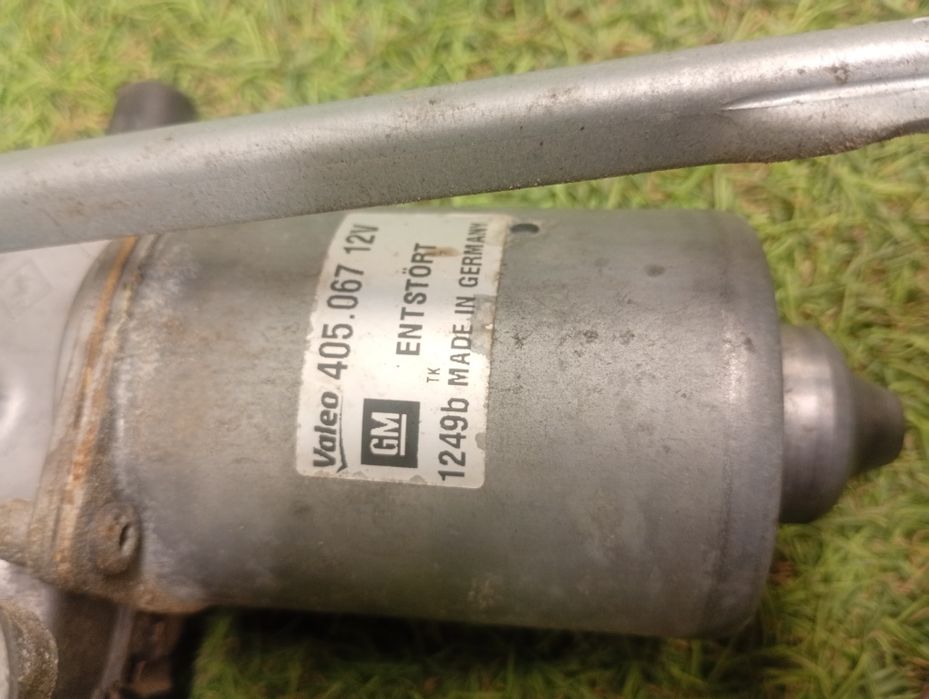 Valeo 405.067 12V
GM ENTSTÖRT
TK
1249b MADE IN GERMANY